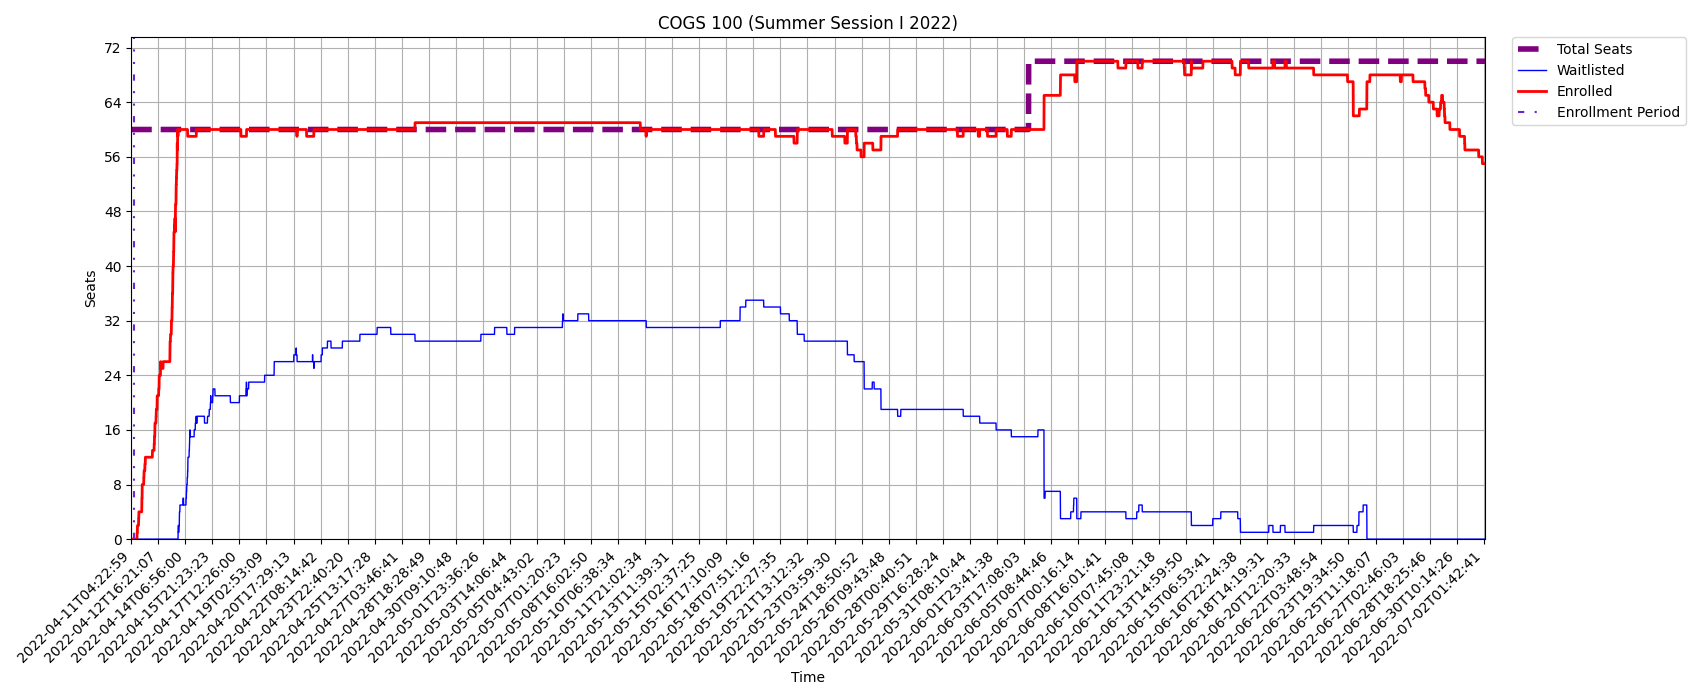 COGS 100 (Summer Session I 2022)
Total Seats
Waitlisted
Enrolled
Enrollment Period
Seats
72
64
56
48
40
32
24
16
8
0
2022-04-11T04:22:59
2022-04-12T16:21:07
2022-04-14T04:56:00
2022-04-15T21:23:23
2022-04-17T12:26:00
2022-04-19T02:53:09
2022-04-20T17:29:13
2022-04-22T08:14:42
2022-04-23T22:40:20
2022-04-25T13:17:28
2022-04-27T03:46:41
2022-04-28T18:28:49
2022-04-30T09:10:48
2022-05-01T23:36:26
2022-05-03T14:06:44
2022-05-05T04:43:02
2022-05-07T01:20:23
2022-05-08T16:02:50
2022-05-10T06:38:34
2022-05-11T21:02:34
2022-05-13T11:39:31
2022-05-15T02:37:25
2022-05-16T17:10:09
2022-05-18T07:51:16
2022-05-19T22:27:35
2022-05-21T13:12:32
2022-05-23T03:59:30
2022-05-24T18:50:52
2022-05-26T09:43:48
2022-05-28T00:40:51
2022-05-29T16:28:24
2022-05-31T08:10:44
2022-06-01T23:41:38
2022-06-03T17:08:03
2022-06-05T08:44:46
2022-06-07T00:16:14
2022-06-08T16:01:41
2022-06-10T07:45:08
2022-06-11T23:21:18
2022-06-13T14:59:50
2022-06-15T06:53:41
2022-06-16T22:24:38
2022-06-18T14:19:31
2022-06-20T12:20:33
2022-06-22T03:48:54
2022-06-23T19:34:50
2022-06-25T11:18:07
2022-06-27T02:46:03
2022-06-28T18:25:46
2022-06-30T10:14:26
2022-07-02T01:42:41
Time